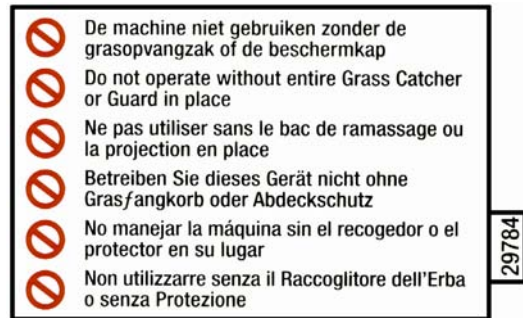 De machine niet gebruiken zonder de
grasopvangzak of de beschermkap
Do not operate without entire Grass Catcher
or Guard in place
Ne pas utiliser sans le bac de ramassage ou
la projection en place
Betreiben Sie dieses Gerät nicht ohne
Grasƒangkorb oder Abdeckschutz
No manejar la máquina sin el recogedor o el
protector en su lugar
Non utilizzarre senza il Raccoglitore dell'Erba
o senza Protezione
29784